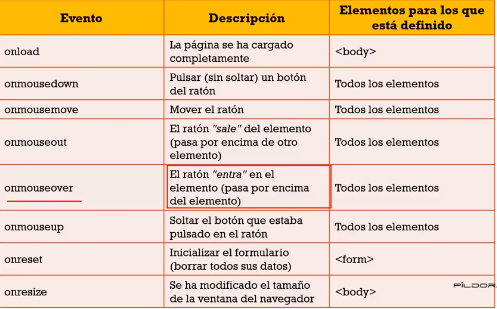 Evento Descripción Elementos para los que
está definido
onload La página se ha cargado
completamente <body>
onmousedown Pulsar (sin soltar) un botón
del ratón Todos los elementos
onmousemove Mover el ratón Todos los elementos
onmouseout El ratón "sale" del elemento
(pasa por encima de otro
elemento) Todos los elementos
onmouseover El ratón "entra" en el
elemento (pasa por encima
del elemento) Todos los elementos
onmouseup Soltar el botón que estaba
pulsado en el ratón Todos los elementos
onreset Inicializar el formulario
(borrar todos sus datos) <form>
onresize Se ha modificado el tamaño
de la ventana del navegador <body>